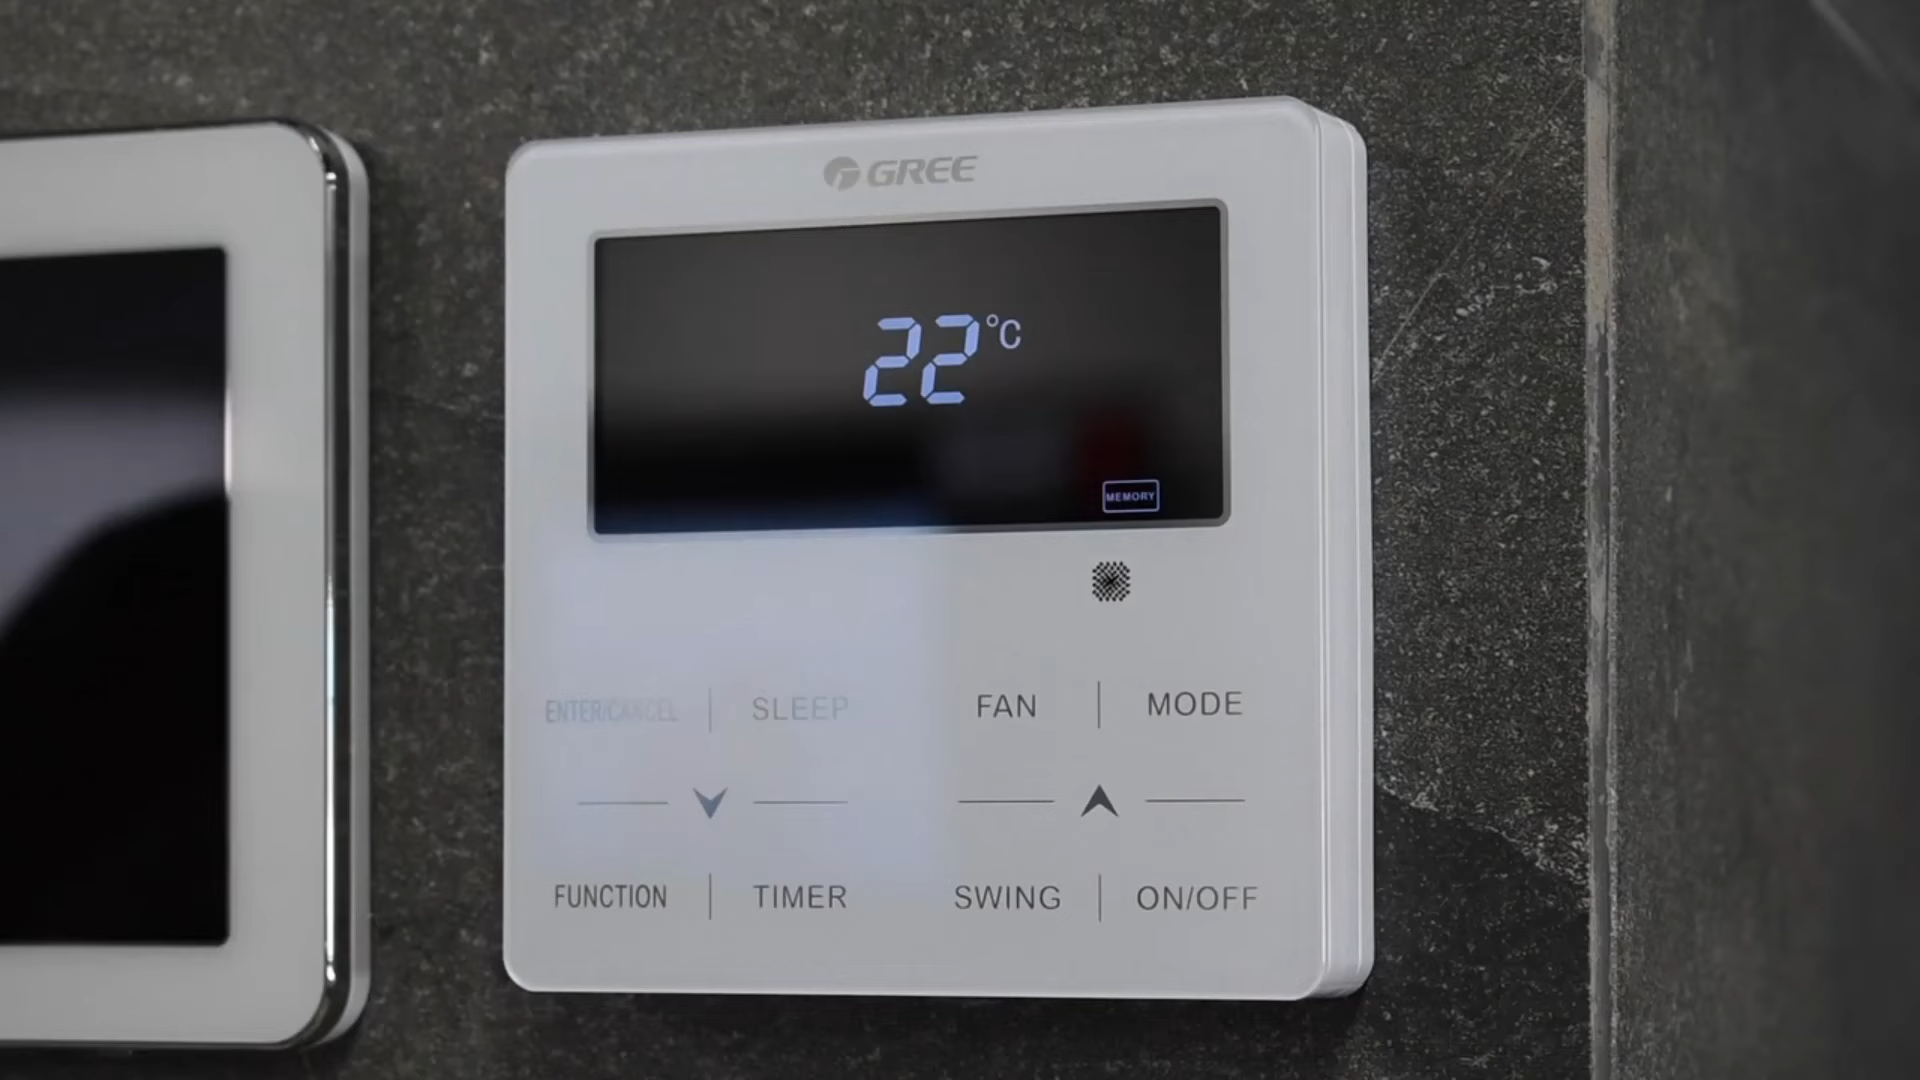 GREE
22°C
MEMORY
ENTER/CANCEL | SLEEP FAN | MODE
FUNCTION | TIMER SWING | ON/OFF